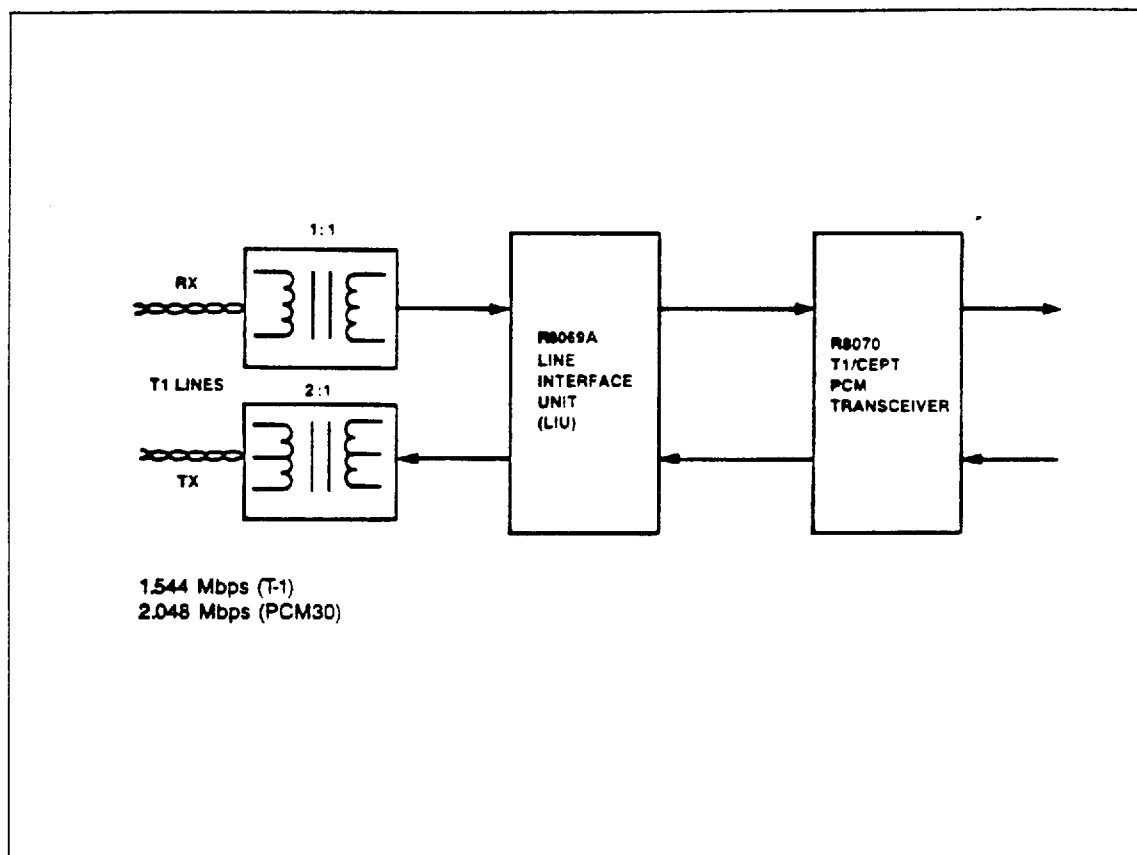 1:1
RX
T1 LINES
2:1
TX
R8069A
LINE
INTERFACE
UNIT
(LIU)
R8070
T1/CEPT
PCM
TRANSCEIVER
1.544 Mbps (T-1)
2.048 Mbps (PCM30)